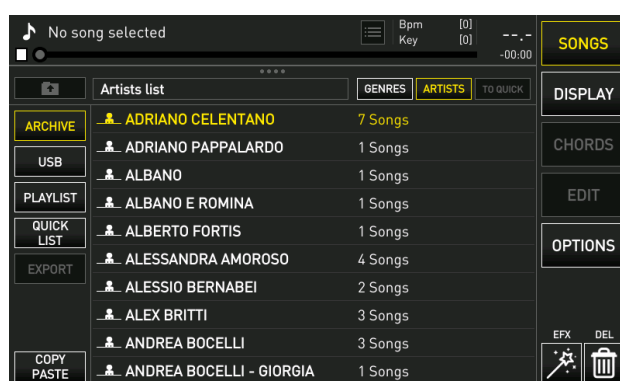 No song selected
Bpm [0]
Key [0]
--.-
-00:00
SONGS
Artists list
GENRES
ARTISTS
TO QUICK
DISPLAY
ARCHIVE
USB
PLAYLIST
QUICK
LIST
EXPORT
COPY
PASTE
ADRIANO CELENTANO 7 Songs
ADRIANO PAPPALARDO 1 Songs
ALBANO 1 Songs
ALBANO E ROMINA 1 Songs
ALBERTO FORTIS 1 Songs
ALESSANDRA AMOROSO 4 Songs
ALESSIO BERNABEI 2 Songs
ALEX BRITTI 3 Songs
ANDREA BOCELLI 3 Songs
ANDREA BOCELLI - GIORGIA 1 Songs
CHORDS
EDIT
OPTIONS
EFX DEL